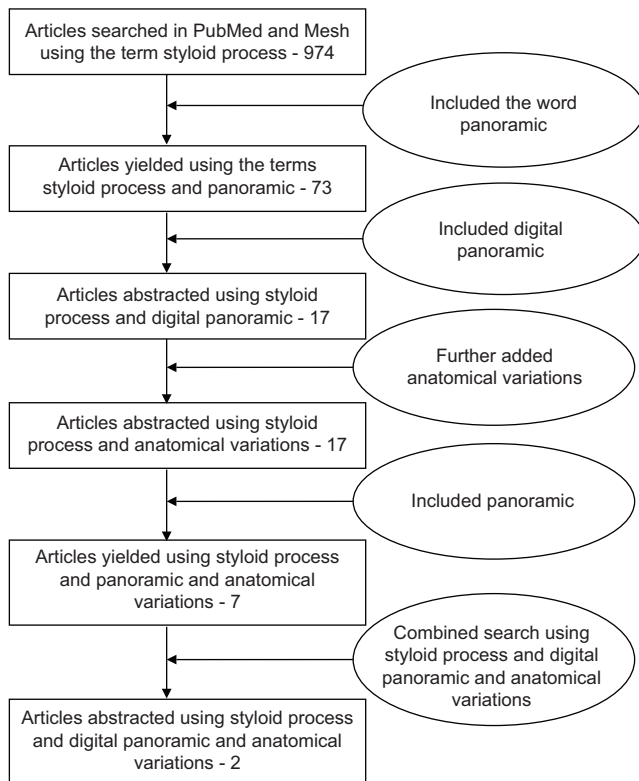 Articles searched in PubMed and Mesh
using the term styloid process - 974
Included the word
panoramic
Articles yielded using the terms
styloid process and panoramic - 73
Included digital
panoramic
Articles abstracted using styloid
process and digital panoramic - 17
Further added
anatomical variations
Articles abstracted using styloid
process and anatomical variations - 17
Included panoramic
Articles yielded using styloid process
and panoramic and anatomical
variations - 7
Combined search using
styloid process and digital
panoramic and anatomical
variations
Articles abstracted using styloid process
and digital panoramic and anatomical
variations - 2